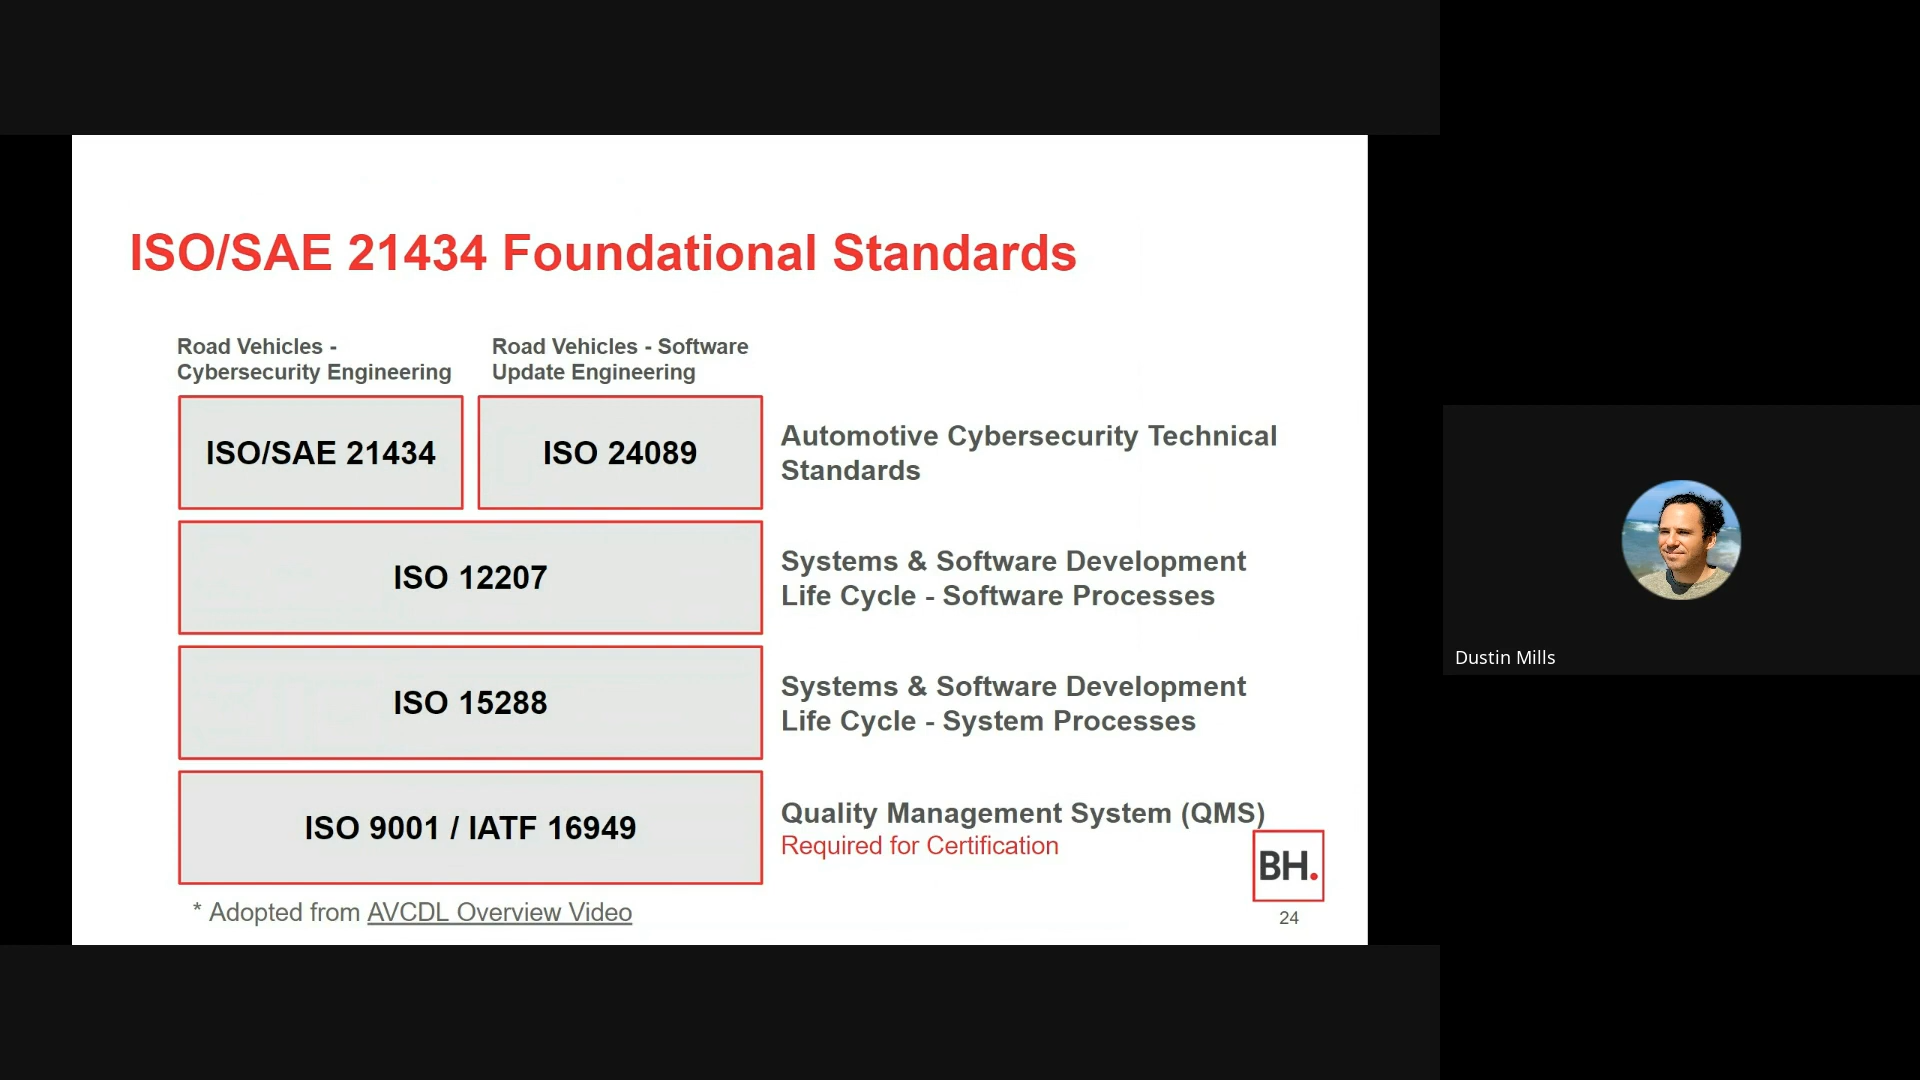 ISO/SAE 21434 Foundational Standards
Road Vehicles -
Cybersecurity Engineering
Road Vehicles - Software
Update Engineering
ISO/SAE 21434
ISO 24089
Automotive Cybersecurity Technical
Standards
ISO 12207
Systems & Software Development
Life Cycle - Software Processes
ISO 15288
Systems & Software Development
Life Cycle - System Processes
ISO 9001 / IATF 16949
Quality Management System (QMS)
Required for Certification
BH.
* Adopted from AVCDL Overview Video
24
Dustin Mills